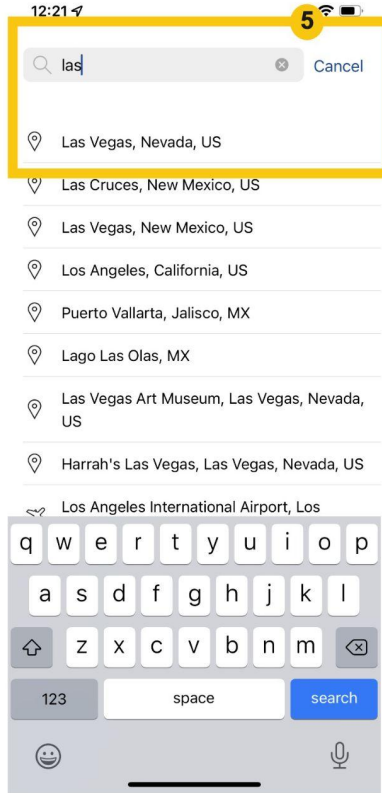 12:21
5
las
Cancel
Las Vegas, Nevada, US
Las Cruces, New Mexico, US
Las Vegas, New Mexico, US
Los Angeles, California, US
Puerto Vallarta, Jalisco, MX
Lago Las Olas, MX
Las Vegas Art Museum, Las Vegas, Nevada,
US
Harrah's Las Vegas, Las Vegas, Nevada, US
Los Angeles International Airport, Los
q w e r t y u i o p
a s d f g h j k l
z x c v b n m
123 space search